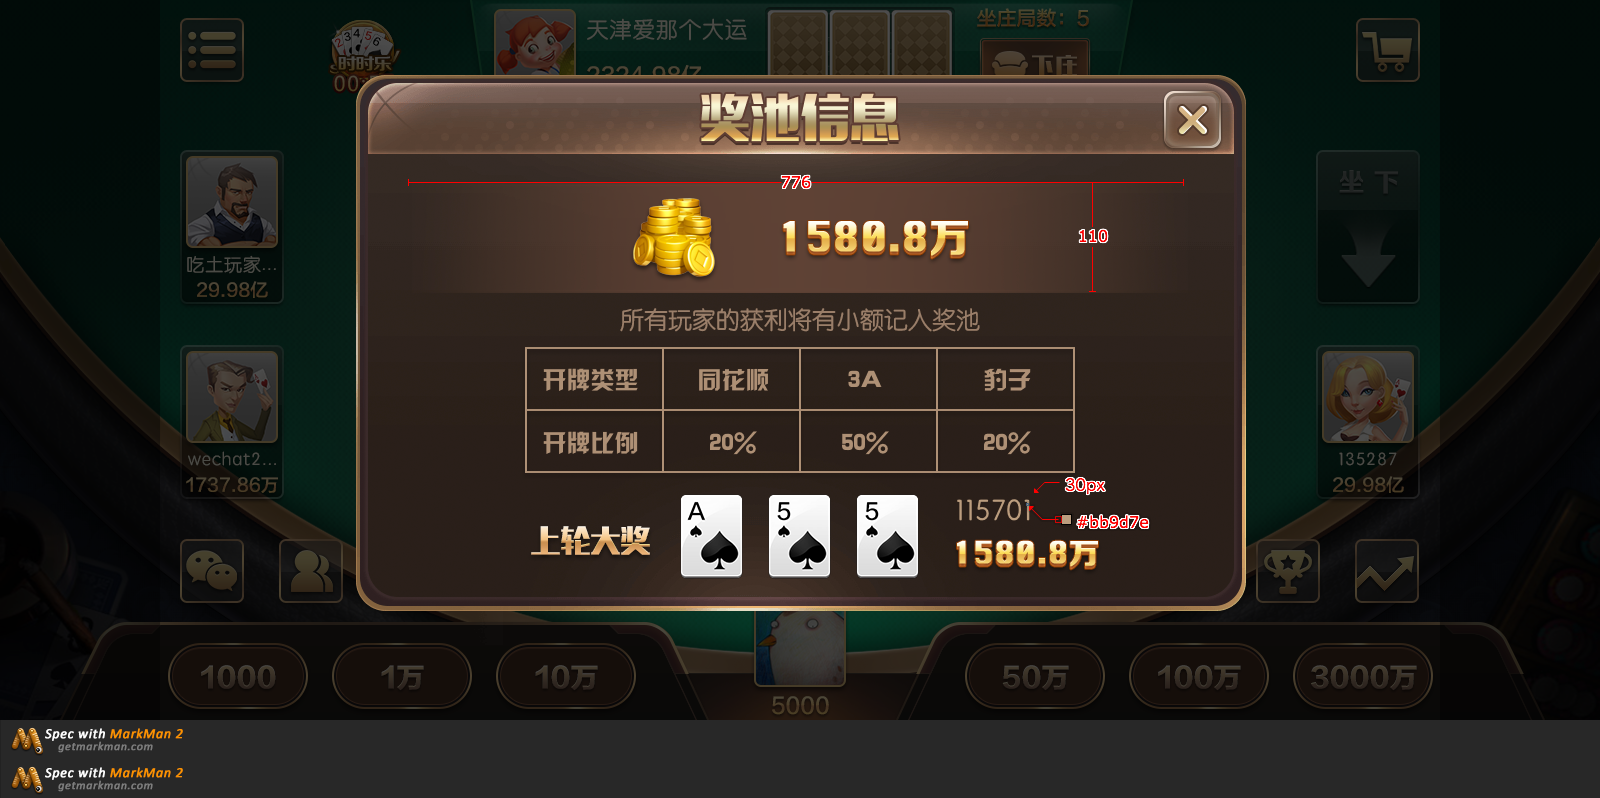 天津爱那个大运
坐庄局数：5
2324.98亿
下庄
23456
时时乐
00:
奖池信息
776
110
1580.8万
坐下
吃土玩家...
29.98亿
所有玩家的获利将有小额记入奖池
开牌类型 同花顺 3A 豹子
开牌比例 20% 50% 20%
wechat2...
1737.86万
135287
29.98亿
上轮大奖
A
5
5
115701
30px
#bb9d7e
1580.8万
1000
1万
10万
5000
50万
100万
3000万
Spec with MarkMan 2
getmarkman.com
Spec with MarkMan 2
getmarkman.com